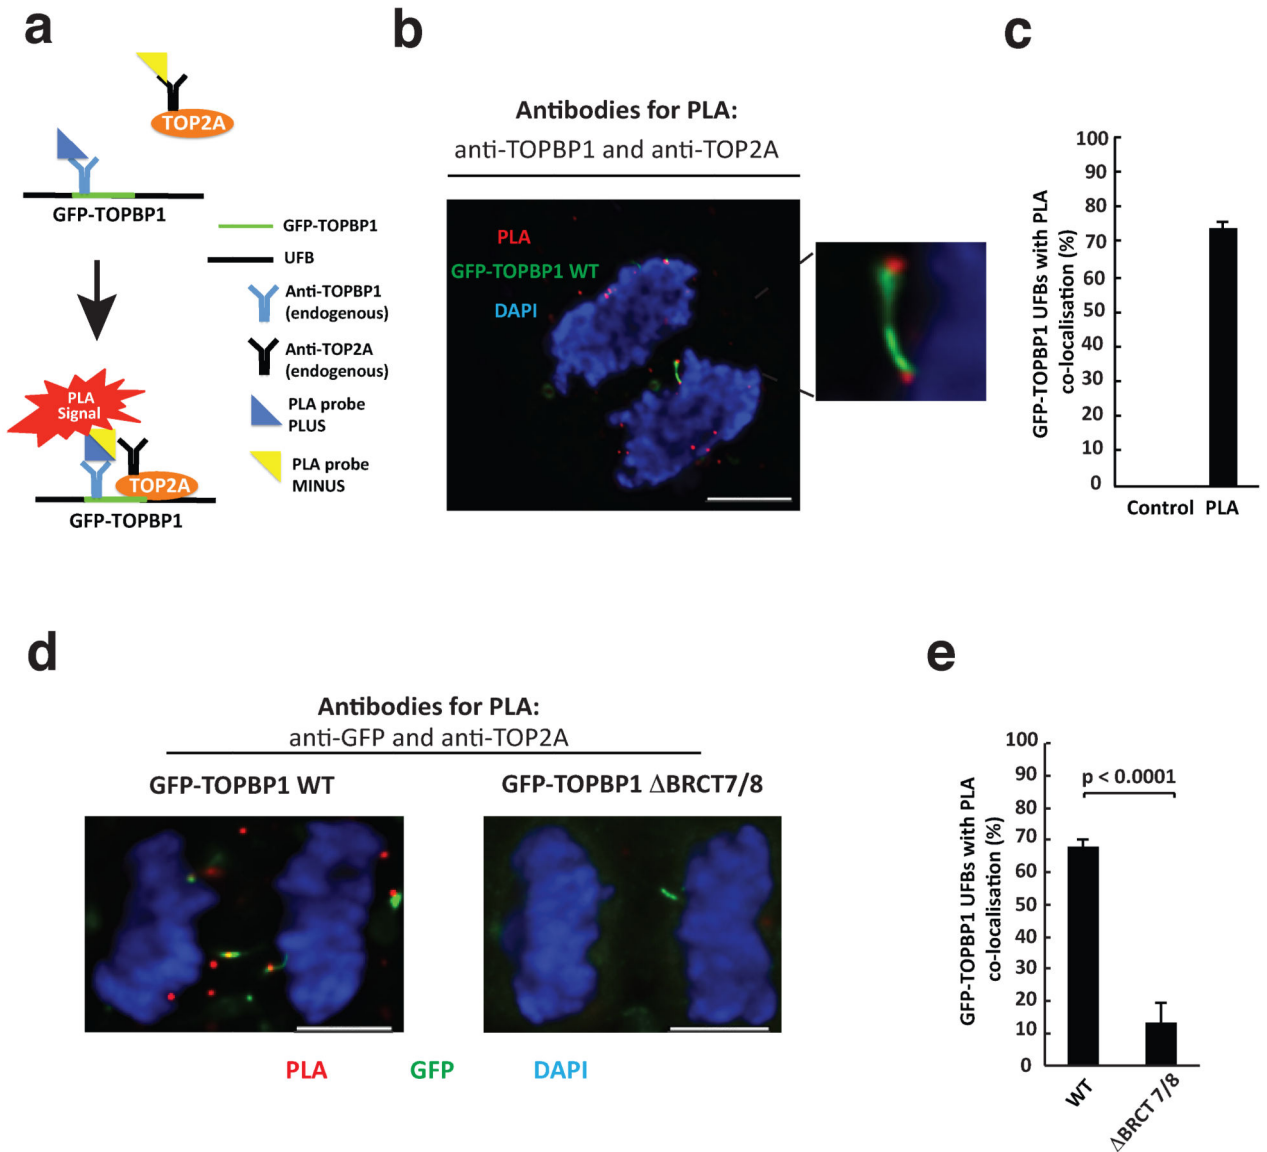 a
TOP2A
GFP-TOPBP1
PLA
Signal
TOP2A
GFP-TOPBP1
GFP-TOPBP1
UFB
Anti-TOPBP1
(endogenous)
Anti-TOP2A
(endogenous)
PLA probe
PLUS
PLA probe
MINUS
b
Antibodies for PLA:
anti-TOPBP1 and anti-TOP2A
PLA
GFP-TOPBP1 WT
DAPI
c
GFP-TOPBP1 UFBs with PLA
co-localisation (%)
100
90
80
70
60
50
40
30
20
10
0
Control PLA
d
Antibodies for PLA:
anti-GFP and anti-TOP2A
GFP-TOPBP1 WT
GFP-TOPBP1 ΔBRCT7/8
PLA GFP DAPI
e
GFP-TOPBP1 UFBs with PLA
co-localisation (%)
100
90
80
70
60
50
40
30
20
10
0
p < 0.0001
WT
ΔBRCT 7/8